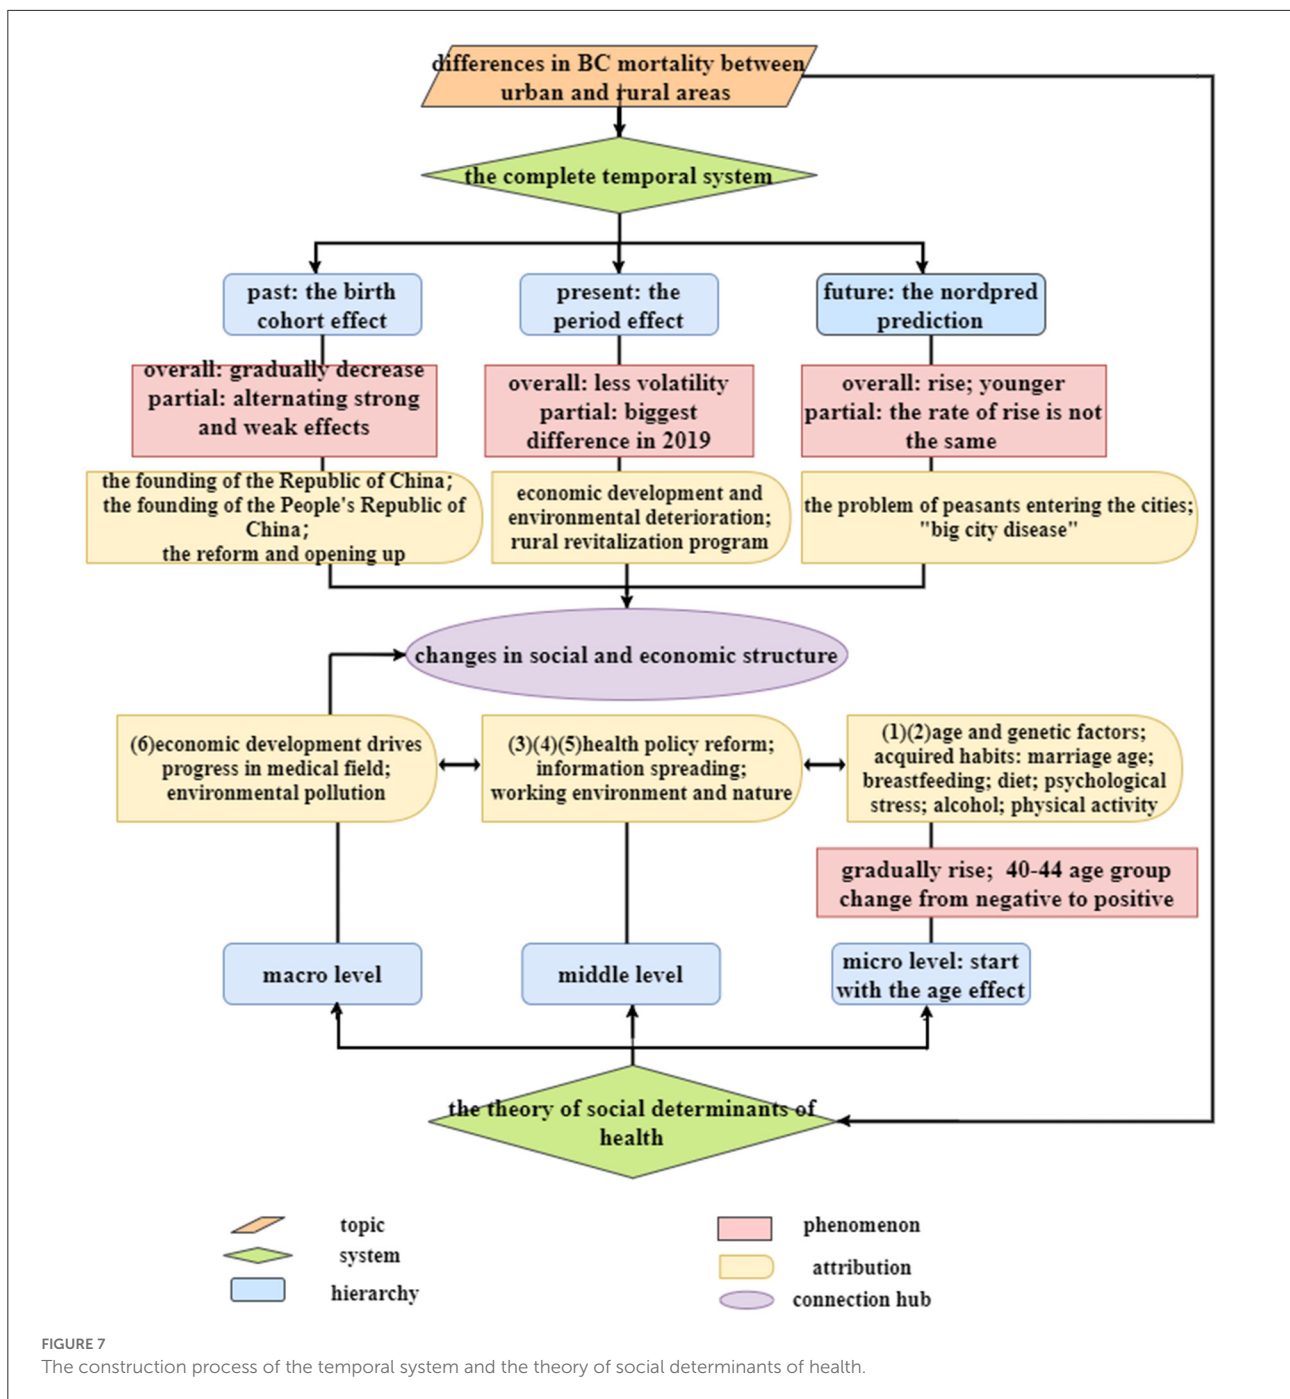 differences in BC mortality between
urban and rural areas
the complete temporal system
past: the birth
cohort effect
present: the
period effect
future: the nordpred
prediction
overall: gradually decrease
partial: alternating strong
and weak effects
overall: less volatility
partial: biggest
difference in 2019
overall: rise; younger
partial: the rate of rise is not
the same
the founding of the Republic of China;
the founding of the People's Republic of
China;
the reform and opening up
economic development and
environmental deterioration;
rural revitalization program
the problem of peasants entering the cities;
"big city disease"
changes in social and economic structure
(6)economic development drives
progress in medical field;
environmental pollution
(3)(4)(5)health policy reform;
information spreading;
working environment and nature
(1)(2)age and genetic factors;
acquired habits: marriage age;
breastfeeding; diet; psychological
stress; alcohol; physical activity
gradually rise; 40-44 age group
change from negative to positive
macro level
middle level
micro level: start
with the age effect
the theory of social determinants of
health
topic
system
hierarchy
phenomenon
attribution
connection hub
FIGURE 7
The construction process of the temporal system and the theory of social determinants of health.